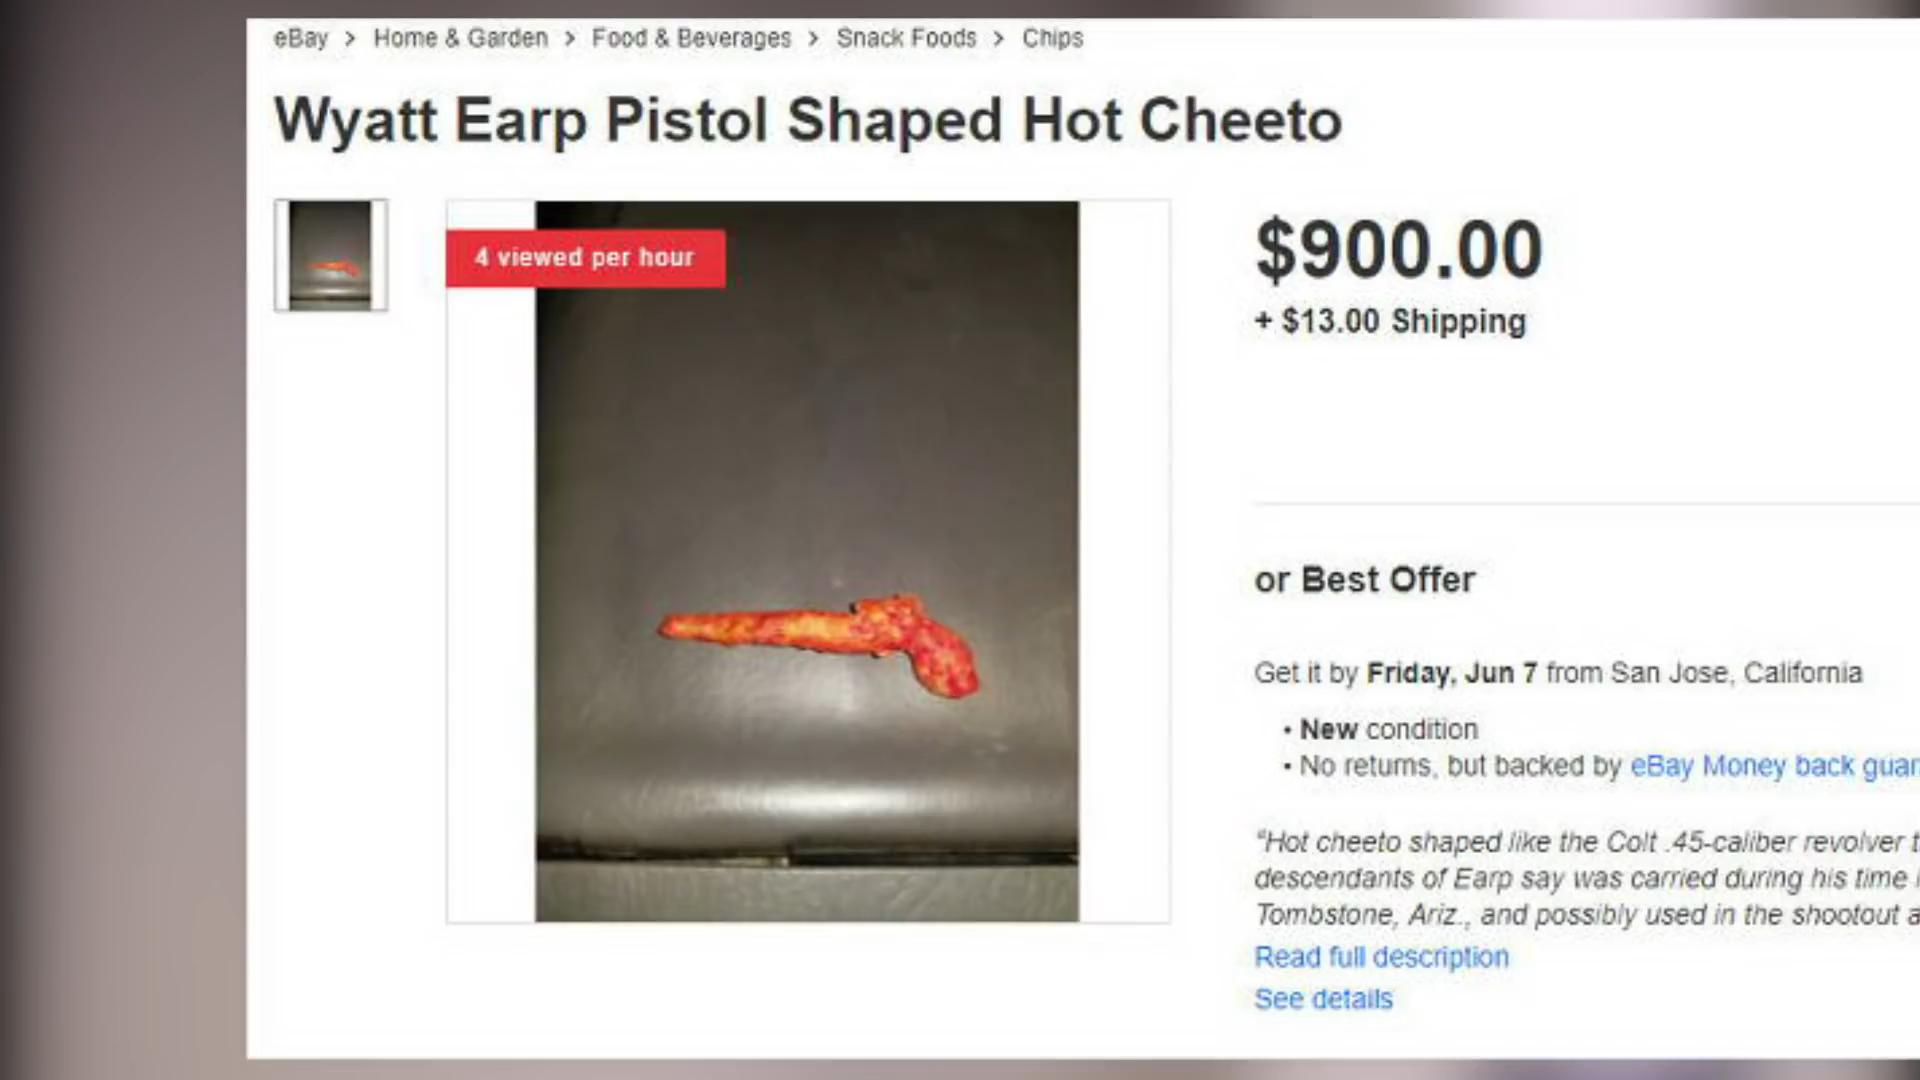 eBay > Home & Garden > Food & Beverages > Snack Foods > Chips
Wyatt Earp Pistol Shaped Hot Cheeto
4 viewed per hour
$900.00
+ $13.00 Shipping
or Best Offer
Get it by Friday, Jun 7 from San Jose, California
• New condition
• No returns, but backed by eBay Money back
“Hot cheeto shaped like the Colt .45-caliber revolver
descendants of Earp say was carried during his time
Tombstone, Ariz., and possibly used in the shootout
Read full description
See details